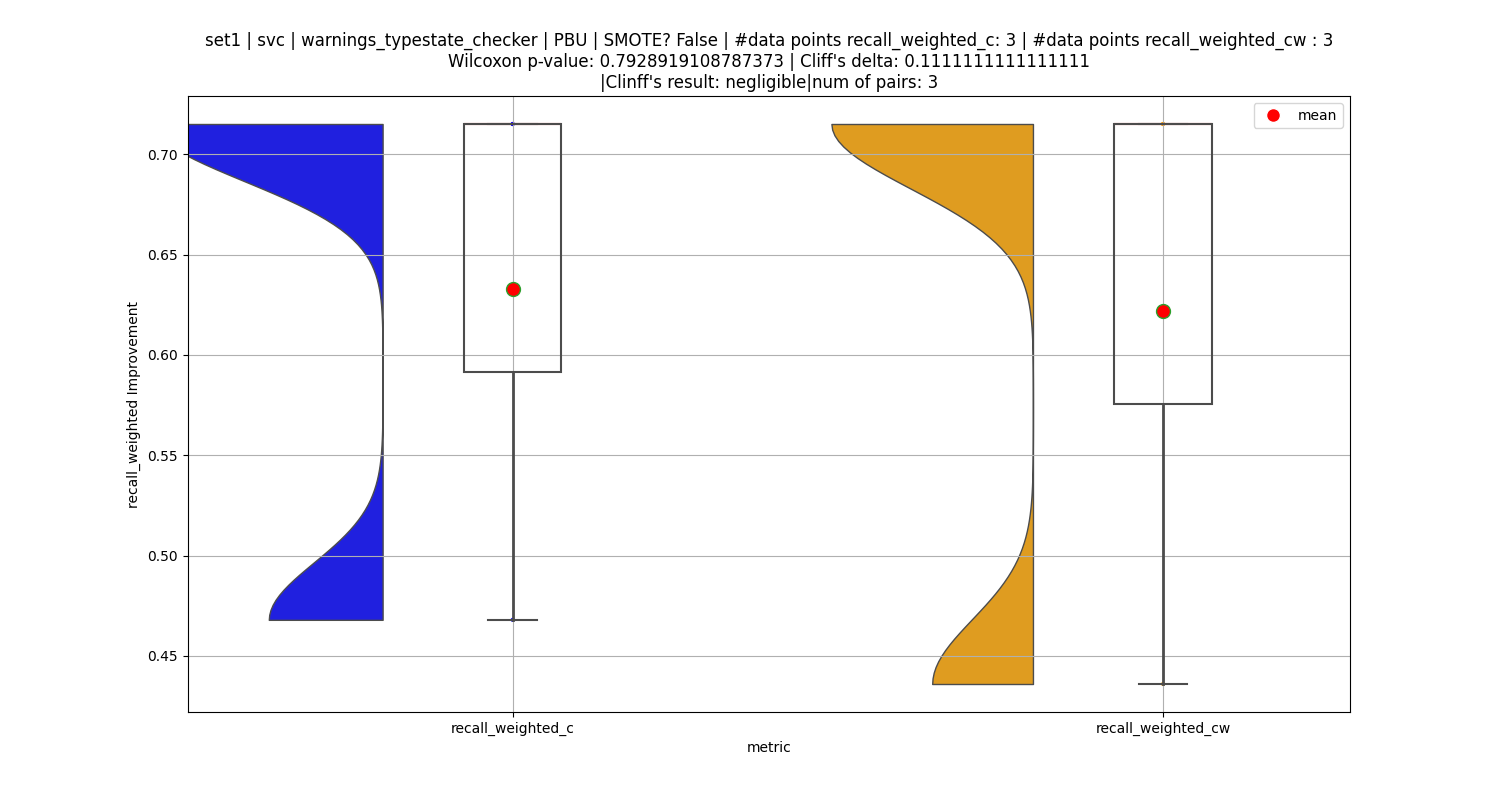 set1 | svc | warnings_typestate_checker | PBU | SMOTE? False | #data points recall_weighted_c: 3 | #data points recall_weighted_cw : 3
Wilcoxon p-value: 0.7928919108787373 | Cliff's delta: 0.1111111111111111
|Clinff's result: negligible|num of pairs: 3
mean
0.70
0.65
0.60
0.55
0.50
0.45
recall_weighted Improvement
recall_weighted_c
recall_weighted_cw
metric